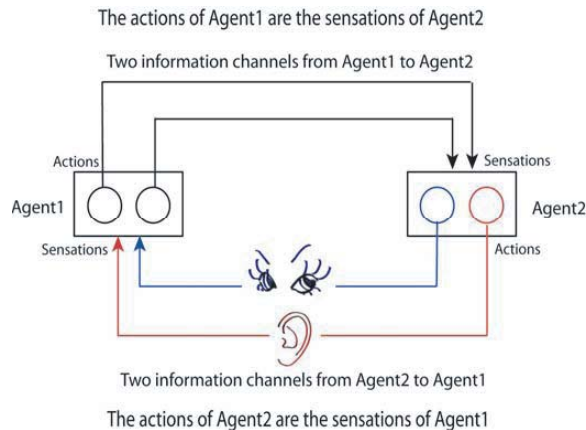 The actions of Agent1 are the sensations of Agent2
Two information channels from Agent1 to Agent2
Actions
Sensations
Agent1
Agent2
Sensations
Actions
Two information channels from Agent2 to Agent1
The actions of Agent2 are the sensations of Agent1